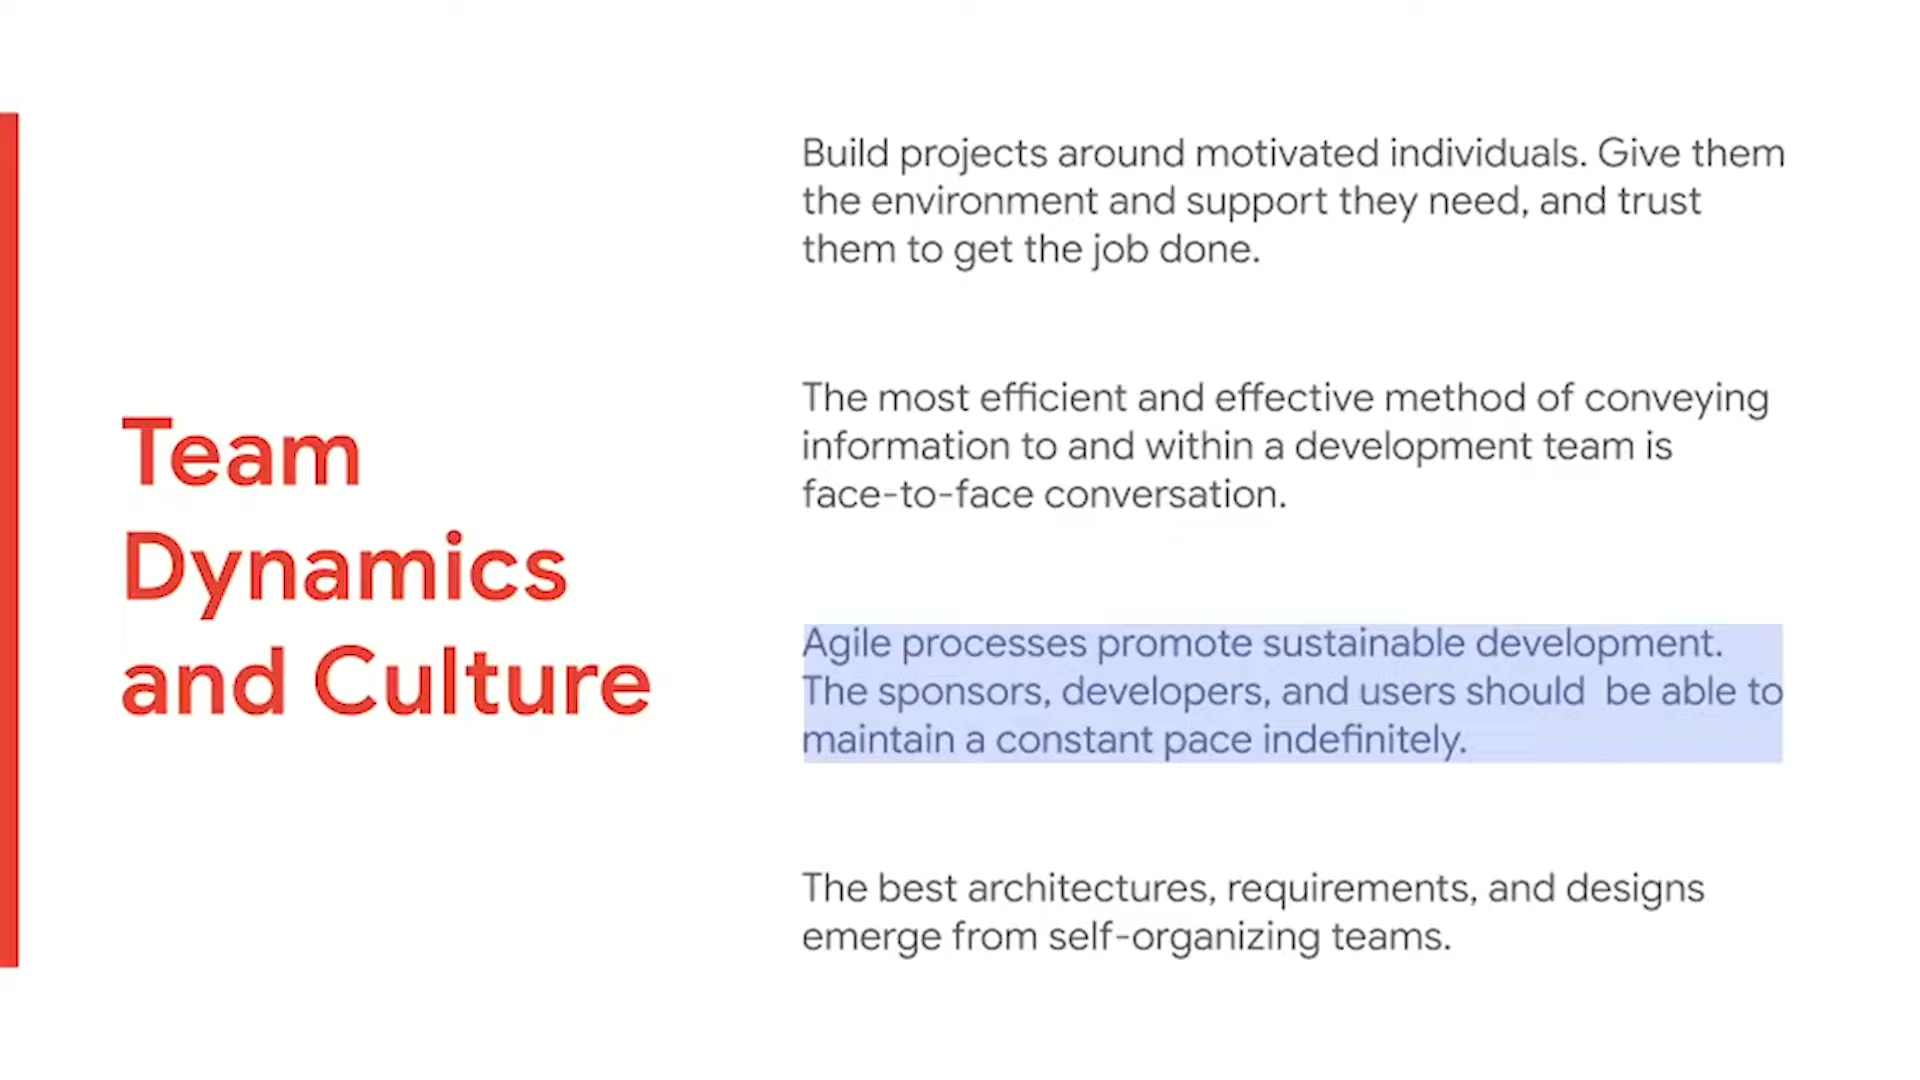 Team
Dynamics
and Culture
Build projects around motivated individuals. Give them
the environment and support they need, and trust
them to get the job done.
The most efficient and effective method of conveying
information to and within a development team is
face-to-face conversation.
Agile processes promote sustainable development.
The sponsors, developers, and users should  be able to
maintain a constant pace indefinitely.
The best architectures, requirements, and designs
emerge from self-organizing teams.